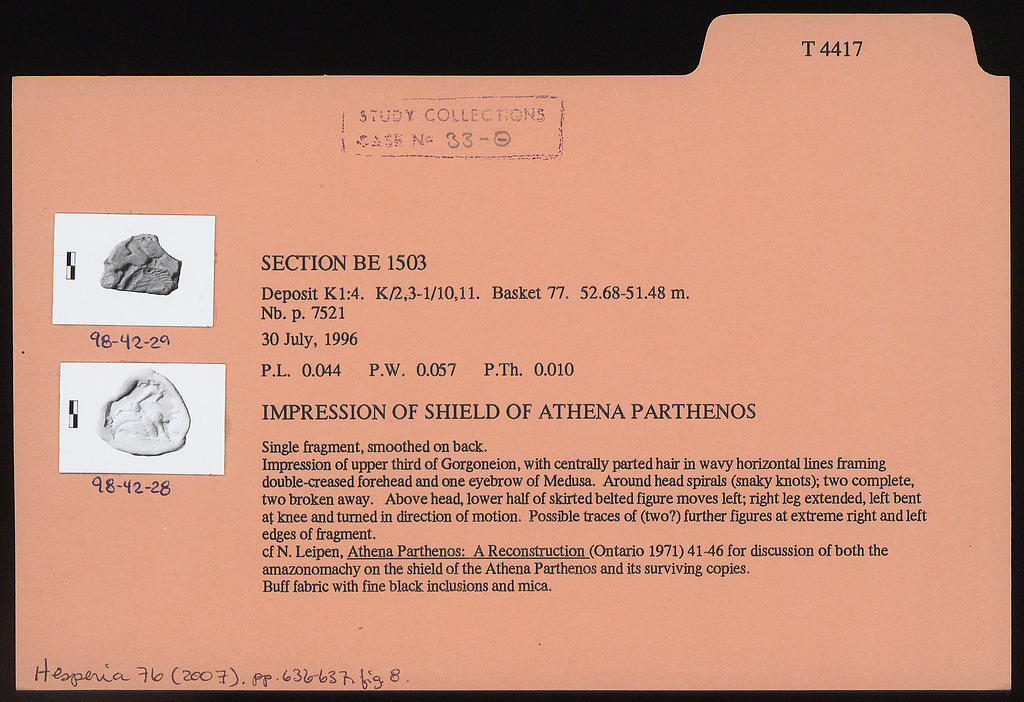 T 4417
STUDY COLLECTIONS
CASE No 33-Θ
98-42-29
98-42-28
SECTION BE 1503
Deposit K1:4. K/2,3-1/10,11. Basket 77. 52.68-51.48 m.
Nb. p. 7521
30 July, 1996
P.L. 0.044 P.W. 0.057 P.Th. 0.010
IMPRESSION OF SHIELD OF ATHENA PARTHENOS
Single fragment, smoothed on back.
Impression of upper third of Gorgoneion, with centrally parted hair in wavy horizontal lines framing
double-creased forehead and one eyebrow of Medusa. Around head spirals (snaky knots); two complete,
two broken away. Above head, lower half of skirted belted figure moves left; right leg extended, left bent
at knee and turned in direction of motion. Possible traces of (two?) further figures at extreme right and left
edges of fragment.
cf N. Leipen, Athena Parthenos: A Reconstruction (Ontario 1971) 41-46 for discussion of both the
amazonomachy on the shield of the Athena Parthenos and its surviving copies.
Buff fabric with fine black inclusions and mica.
Hesperia 76 (2007). pp. 636-637, fig 8.